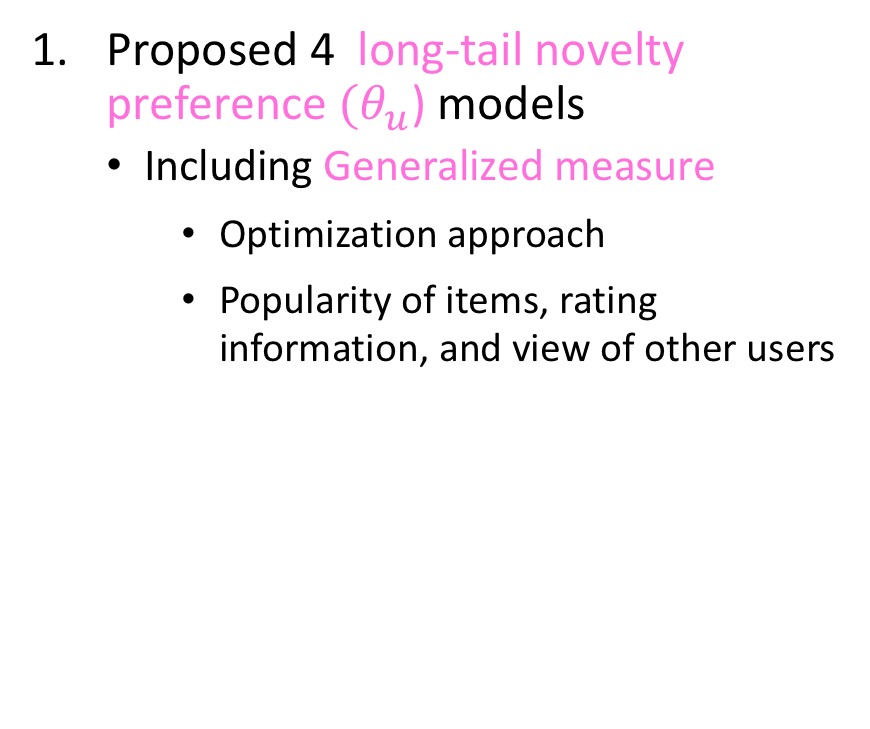 1. Proposed 4 long-tail novelty
preference (θᵤ) models
• Including Generalized measure
• Optimization approach
• Popularity of items, rating
information, and view of other users